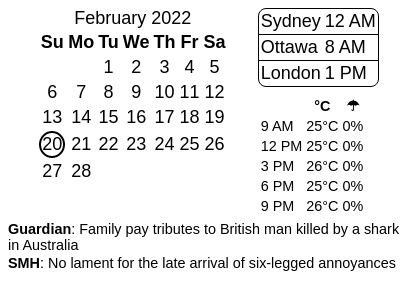 February 2022
Su Mo Tu We Th Fr Sa
1 2 3 4 5
6 7 8 9 10 11 12
13 14 15 16 17 18 19
20 21 22 23 24 25 26
27 28
Sydney 12 AM
Ottawa 8 AM
London 1 PM
°C ☂
9 AM 25°C 0%
12 PM 25°C 0%
3 PM 26°C 0%
6 PM 25°C 0%
9 PM 26°C 0%
Guardian: Family pay tributes to British man killed by a shark
in Australia
SMH: No lament for the late arrival of six-legged annoyances